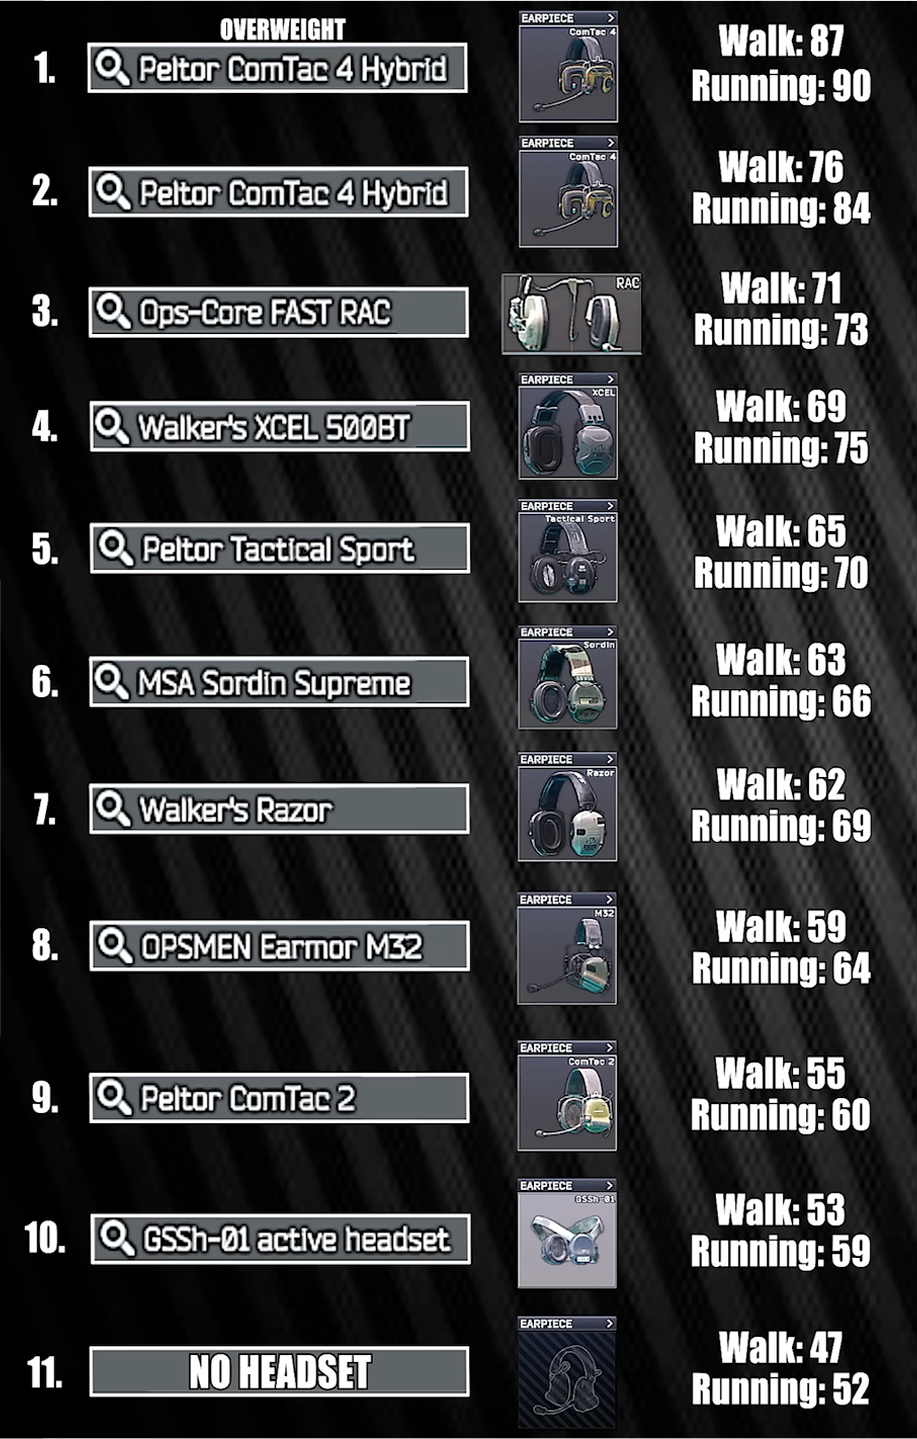 OVERWEIGHT
1.
Peltor ComTac 4 Hybrid
EARPIECE >
ComTac 4
Walk: 87
Running: 90
2.
Peltor ComTac 4 Hybrid
EARPIECE >
ComTac 4
Walk: 76
Running: 84
3.
Ops-Core FAST RAC
RAC
Walk: 71
Running: 73
4.
Walker's XCEL 500BT
EARPIECE >
XCEL
Walk: 69
Running: 75
5.
Peltor Tactical Sport
EARPIECE >
Tactical Sport
Walk: 65
Running: 70
6.
MSA Sordin Supreme
EARPIECE >
Sordin
Walk: 63
Running: 66
7.
Walker's Razor
EARPIECE >
Razor
Walk: 62
Running: 69
8.
OPSMEN Earmor M32
EARPIECE >
M32
Walk: 59
Running: 64
9.
Peltor ComTac 2
EARPIECE >
ComTac 2
Walk: 55
Running: 60
10.
GSSh-01 active headset
EARPIECE >
GSSh-01
Walk: 53
Running: 59
11.
NO HEADSET
EARPIECE >
Walk: 47
Running: 52